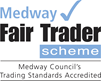 Medway
Fair Trader
scheme
Medway Council's
Trading Standards Accredited